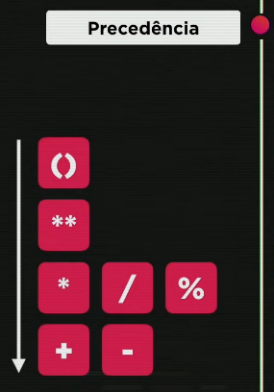 Precedência
()
**
* / %
+ -